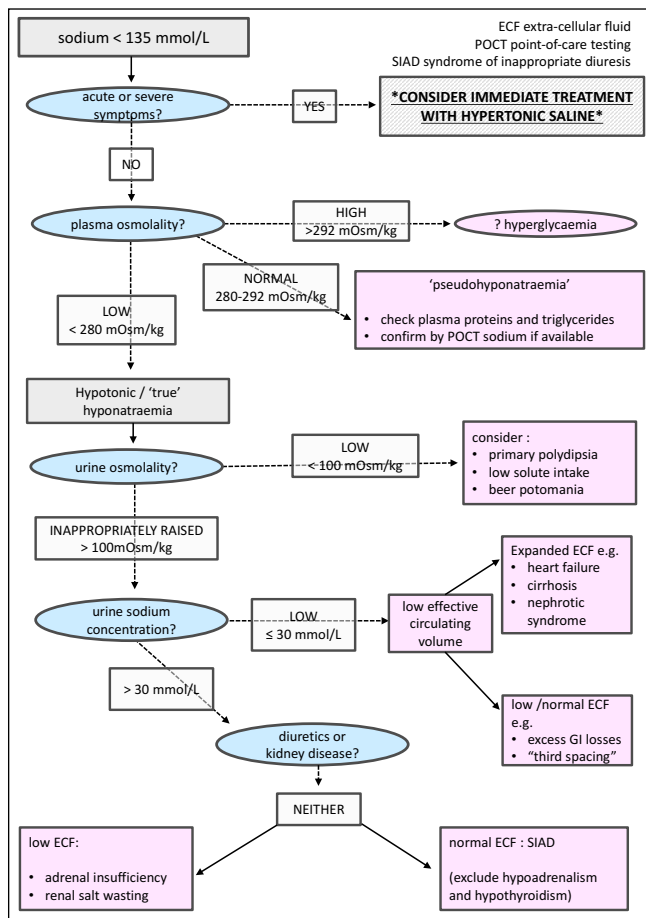 sodium < 135 mmol/L
ECF extra-cellular fluid
POCT point-of-care testing
SIAD syndrome of inappropriate diuresis
acute or severe
symptoms?
YES
*CONSIDER IMMEDIATE TREATMENT
WITH HYPERTONIC SALINE*
NO
plasma osmolality?
HIGH
>292 mOsm/kg
? hyperglycaemia
NORMAL
280-292 mOsm/kg
'pseudohyponatraemia'
• check plasma proteins and triglycerides
• confirm by POCT sodium if available
LOW
< 280 mOsm/kg
Hypotonic / 'true'
hyponatraemia
urine osmolality?
LOW
< 100 mOsm/kg
consider :
• primary polydipsia
• low solute intake
• beer potomania
INAPPROPRIATELY RAISED
> 100mOsm/kg
urine sodium
concentration?
LOW
≤ 30 mmol/L
low effective
circulating
volume
Expanded ECF e.g.
• heart failure
• cirrhosis
• nephrotic
syndrome
low /normal ECF
e.g.
• excess GI losses
• "third spacing"
> 30 mmol/L
diuretics or
kidney disease?
NEITHER
low ECF:
• adrenal insufficiency
• renal salt wasting
normal ECF : SIAD
(exclude hypoadrenalism
and hypothyroidism)